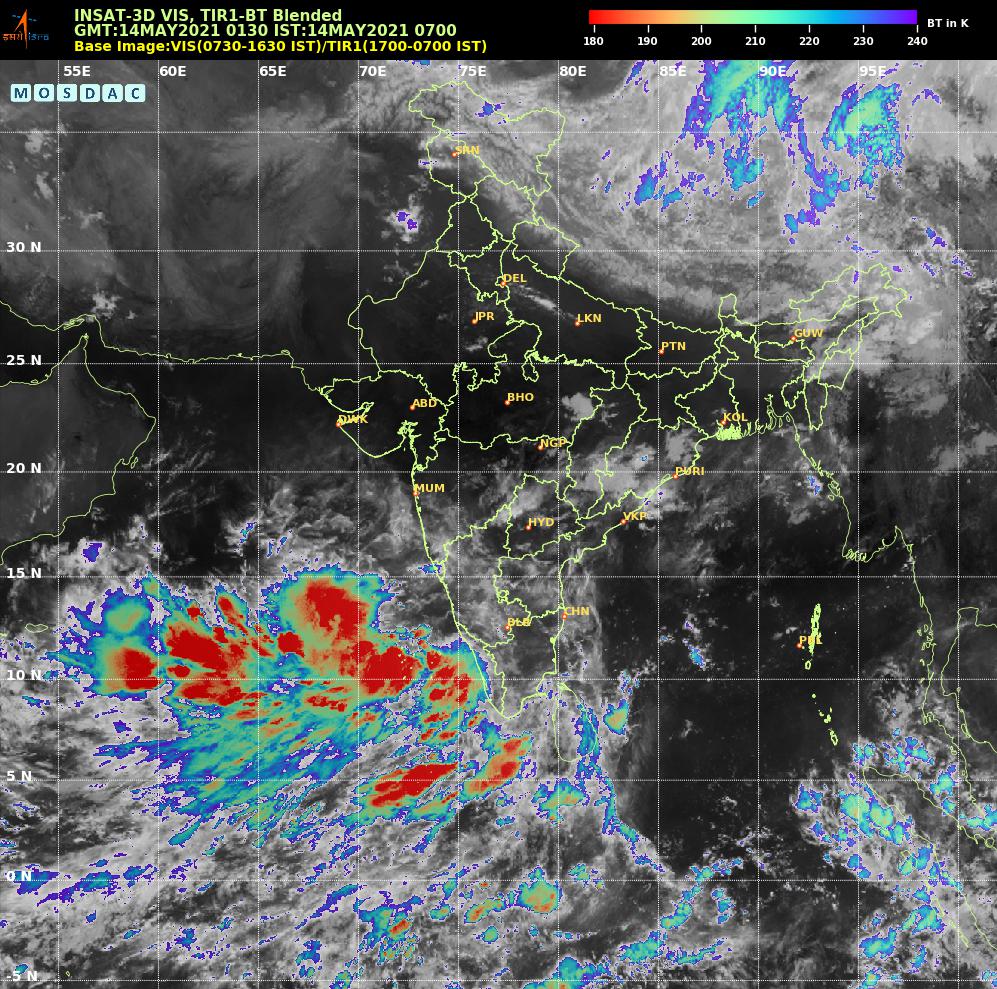 INSAT-3D VIS, TIR1-BT Blended
GMT:14MAY2021 0130 IST:14MAY2021 0700
Base Image:VIS(0730-1630 IST)/TIR1(1700-0700 IST)
BT in K
180 190 200 210 220 230 240
55E 60E 65E 70E 75E 80E 85E 90E 95E
MOSDAC
SRN
30 N
DEL
JPR
LKN
GUW
PTN
25 N
ABD
BHO
DWK
KOL
NGP
20 N
PURI
MUM
HYD
VKP
15 N
CHN
BLB
10 N
5 N
0 N
-5 N